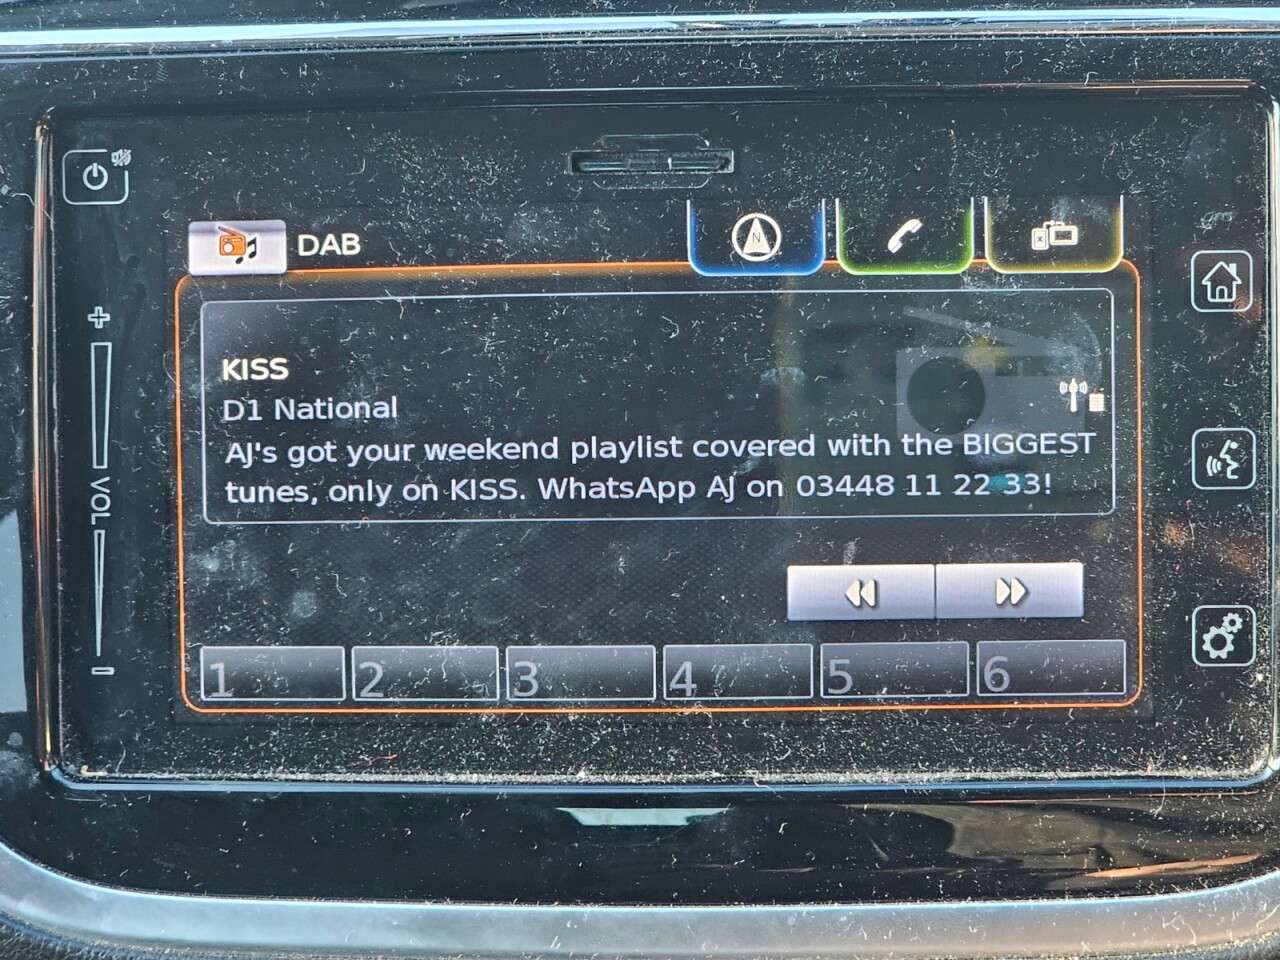 DAB
N
KISS
D1 National
AJ's got your weekend playlist covered with the BIGGEST
tunes, only on KISS. WhatsApp AJ on 03448 11 22 33!
+
VOL
-
1 2 3 4 5 6